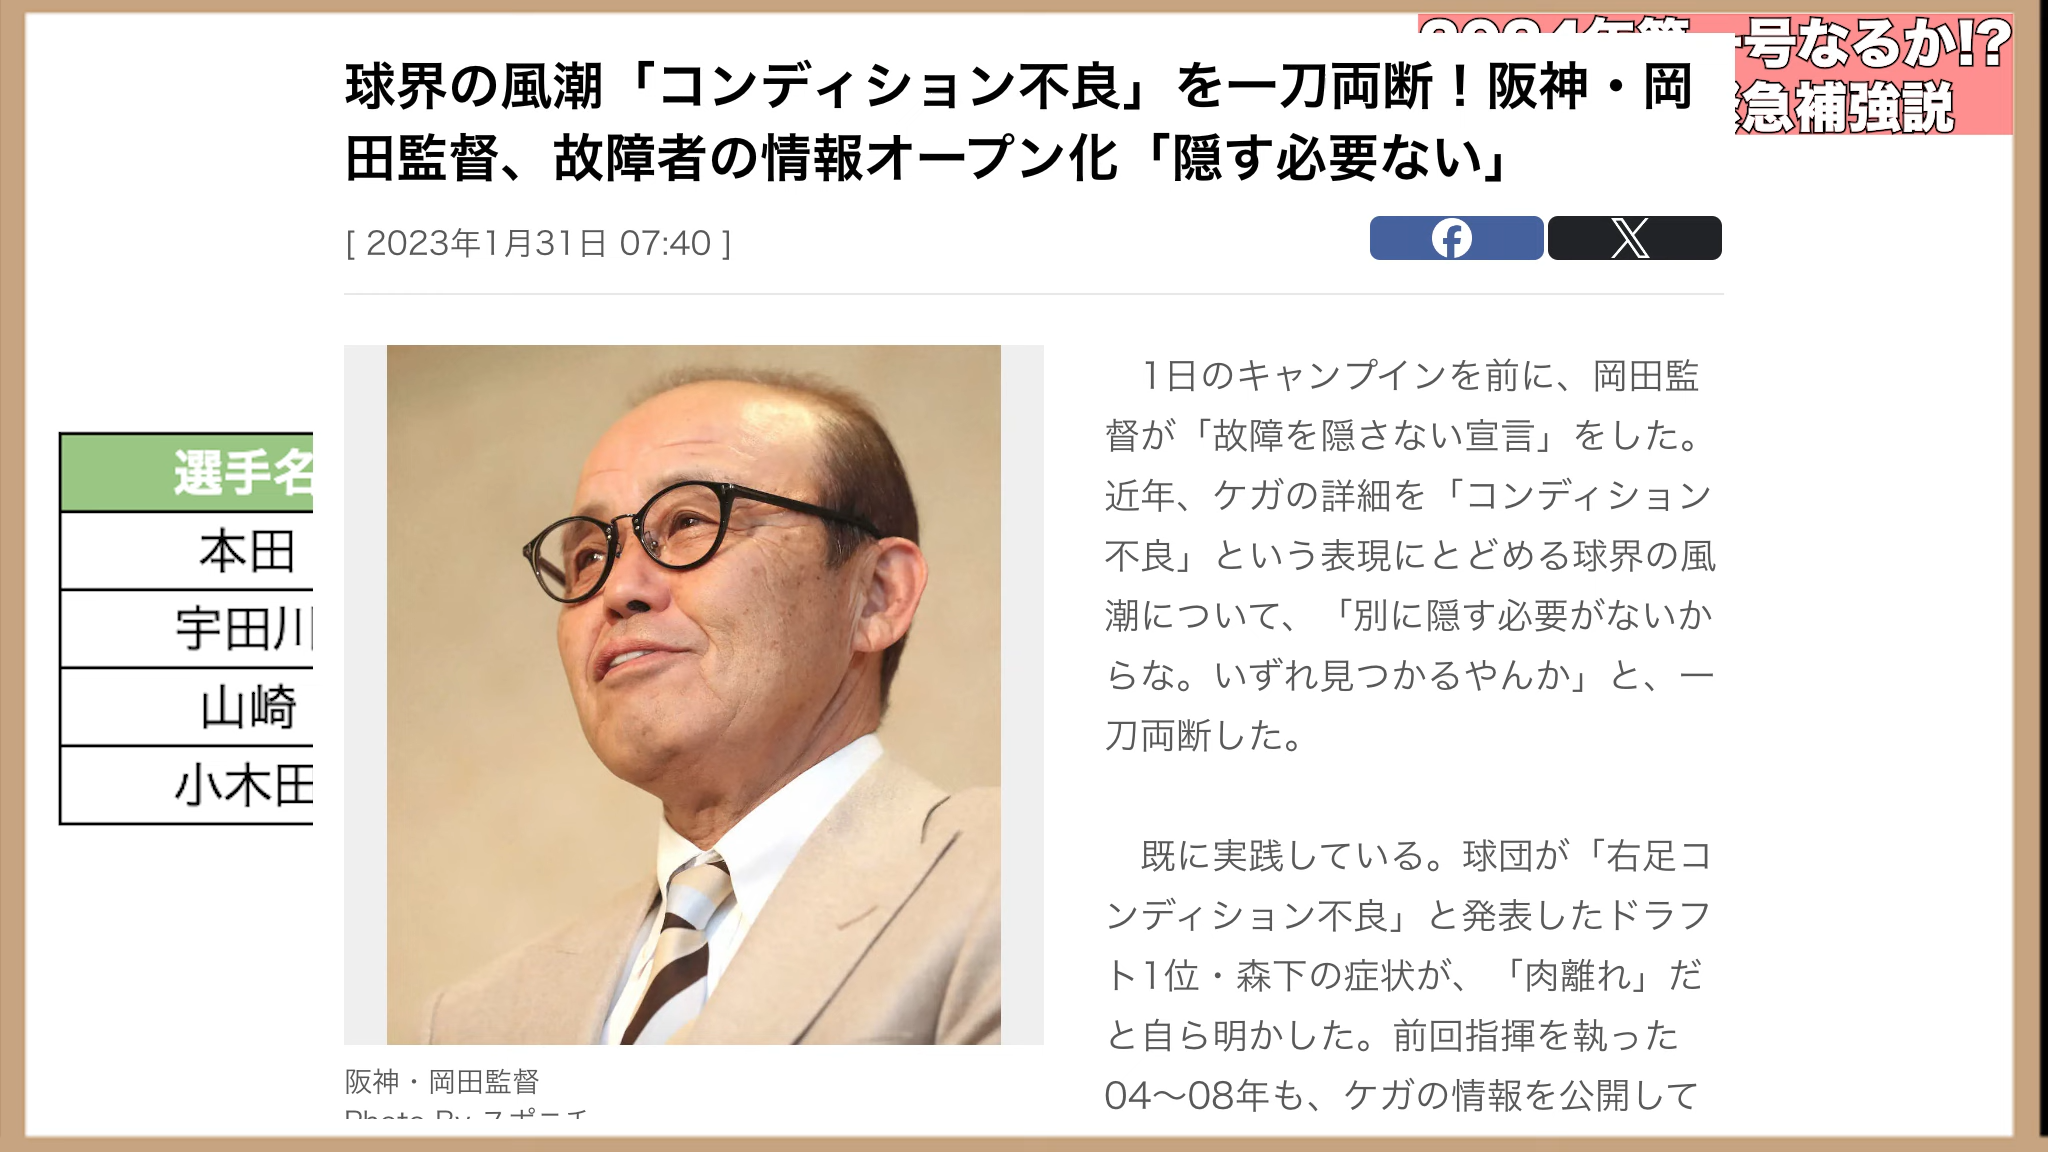 球界の風潮「コンディション不良」を一刀両断！阪神・岡
田監督、故障者の情報オープン化「隠す必要ない」
[ 2023年1月31日 07:40 ]
号なるか!?
急補強説
選手名
本田
宇田川
山崎
小木田
1日のキャンプインを前に、岡田監
督が「故障を隠さない宣言」をした。
近年、ケガの詳細を「コンディション
不良」という表現にとどめる球界の風
潮について、「別に隠す必要がないか
らな。いずれ見つかるやんか」と、一
刀両断した。
既に実践している。球団が「右足コ
ンディション不良」と発表したドラフ
ト1位・森下の症状が、「肉離れ」だ
と自ら明かした。前回指揮を執った
04〜08年も、ケガの情報を公開して
阪神・岡田監督
Photo By スポニチ